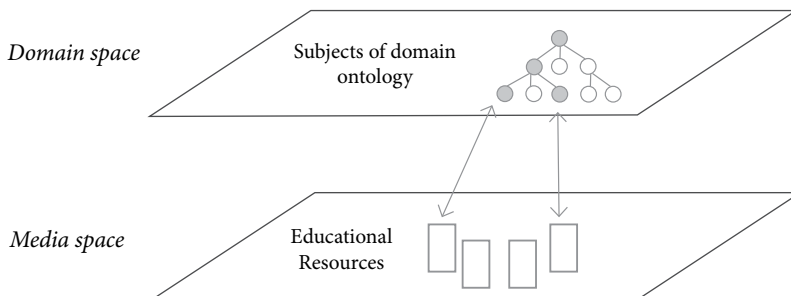 Domain space
Subjects of domain
ontology
Media space
Educational
Resources